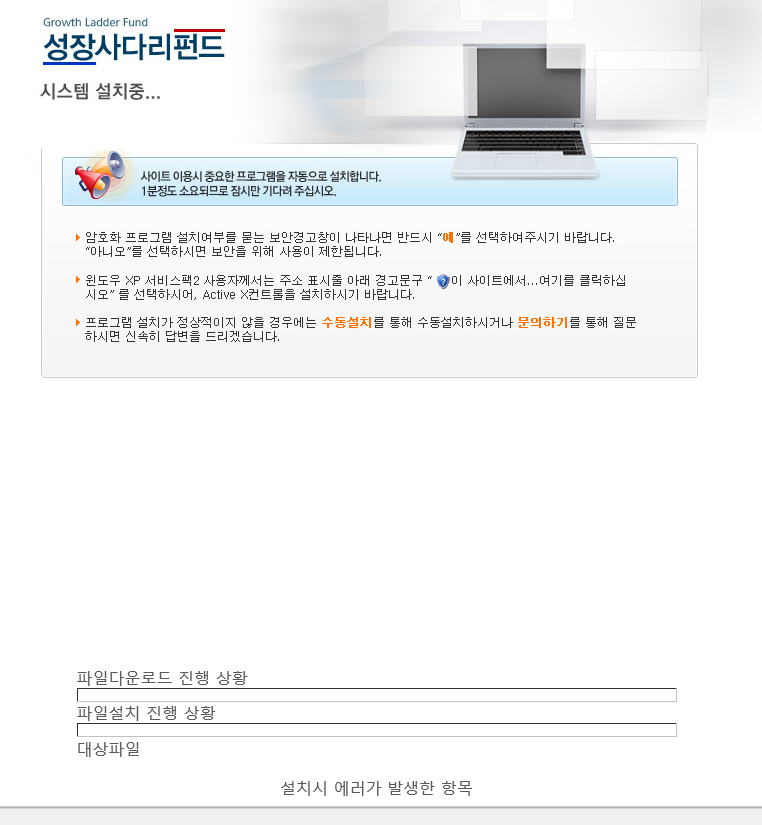 Growth Ladder Fund
성장사다리펀드
시스템 설치중...
사이트 이용시 중요한 프로그램을 자동으로 설치합니다.
1분정도 소요되므로 잠시만 기다려 주십시오.
암호화 프로그램 설치여부를 묻는 보안경고창이 나타나면 반드시 “예”를 선택하여주시기 바랍니다.
“아니오”를 선택하시면 보안을 위해 사용이 제한됩니다.
윈도우 XP 서비스팩2 사용자께서는 주소 표시줄 아래 경고문구 “ 이 사이트에서...여기를 클릭하십
시오” 를 선택하시어, Active X컨트롤을 설치하시기 바랍니다.
프로그램 설치가 정상적이지 않을 경우에는 수동설치를 통해 수동설치하시거나 문의하기를 통해 질문
하시면 신속히 답변을 드리겠습니다.
파일다운로드 진행 상황
파일설치 진행 상황
대상파일
설치시 에러가 발생한 항목